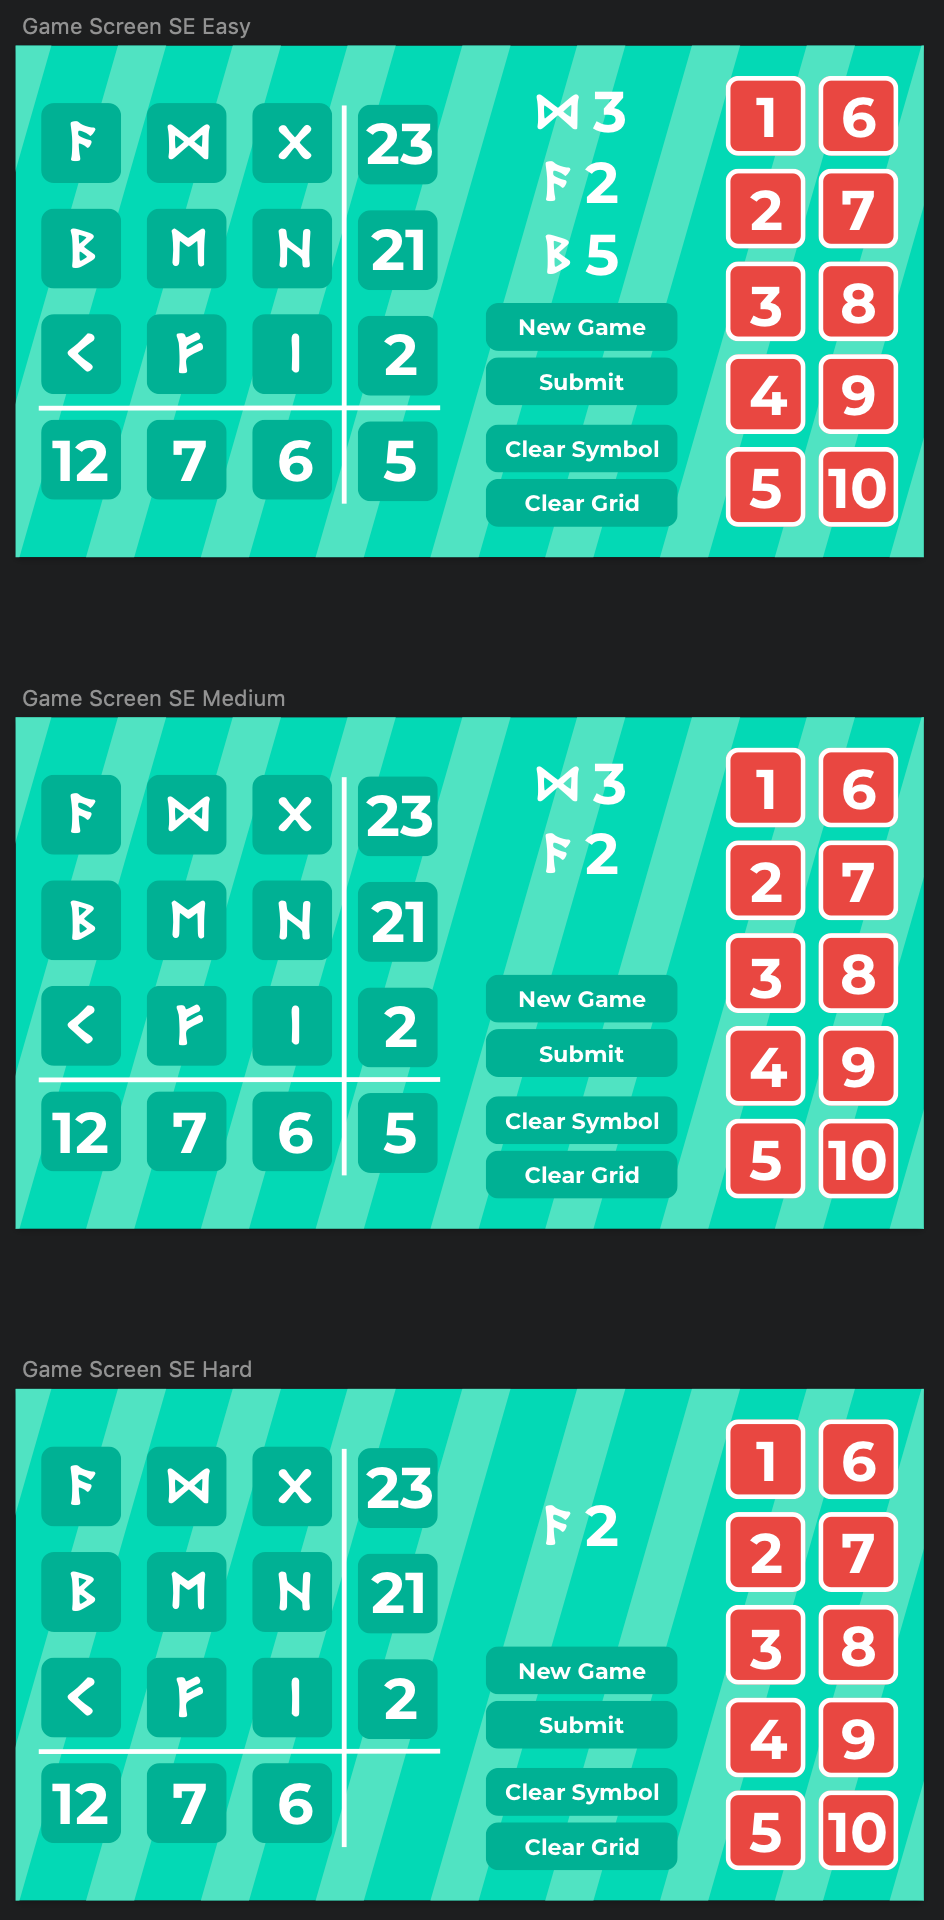 Game Screen SE Easy
ᚨ ᛞ ᚷ 23
ᛒ ᛖ ᚺ 21
ᚲ ᚠ ᛁ 2
12 7 6 5
ᛞ 3
ᚨ 2
ᛒ 5
New Game
Submit
Clear Symbol
Clear Grid
1 6
2 7
3 8
4 9
5 10
Game Screen SE Medium
ᚨ ᛞ ᚷ 23
ᛒ ᛖ ᚺ 21
ᚲ ᚠ ᛁ 2
12 7 6 5
ᛞ 3
ᚨ 2
New Game
Submit
Clear Symbol
Clear Grid
1 6
2 7
3 8
4 9
5 10
Game Screen SE Hard
ᚨ ᛞ ᚷ 23
ᛒ ᛖ ᚺ 21
ᚲ ᚠ ᛁ 2
12 7 6
ᚨ 2
New Game
Submit
Clear Symbol
Clear Grid
1 6
2 7
3 8
4 9
5 10